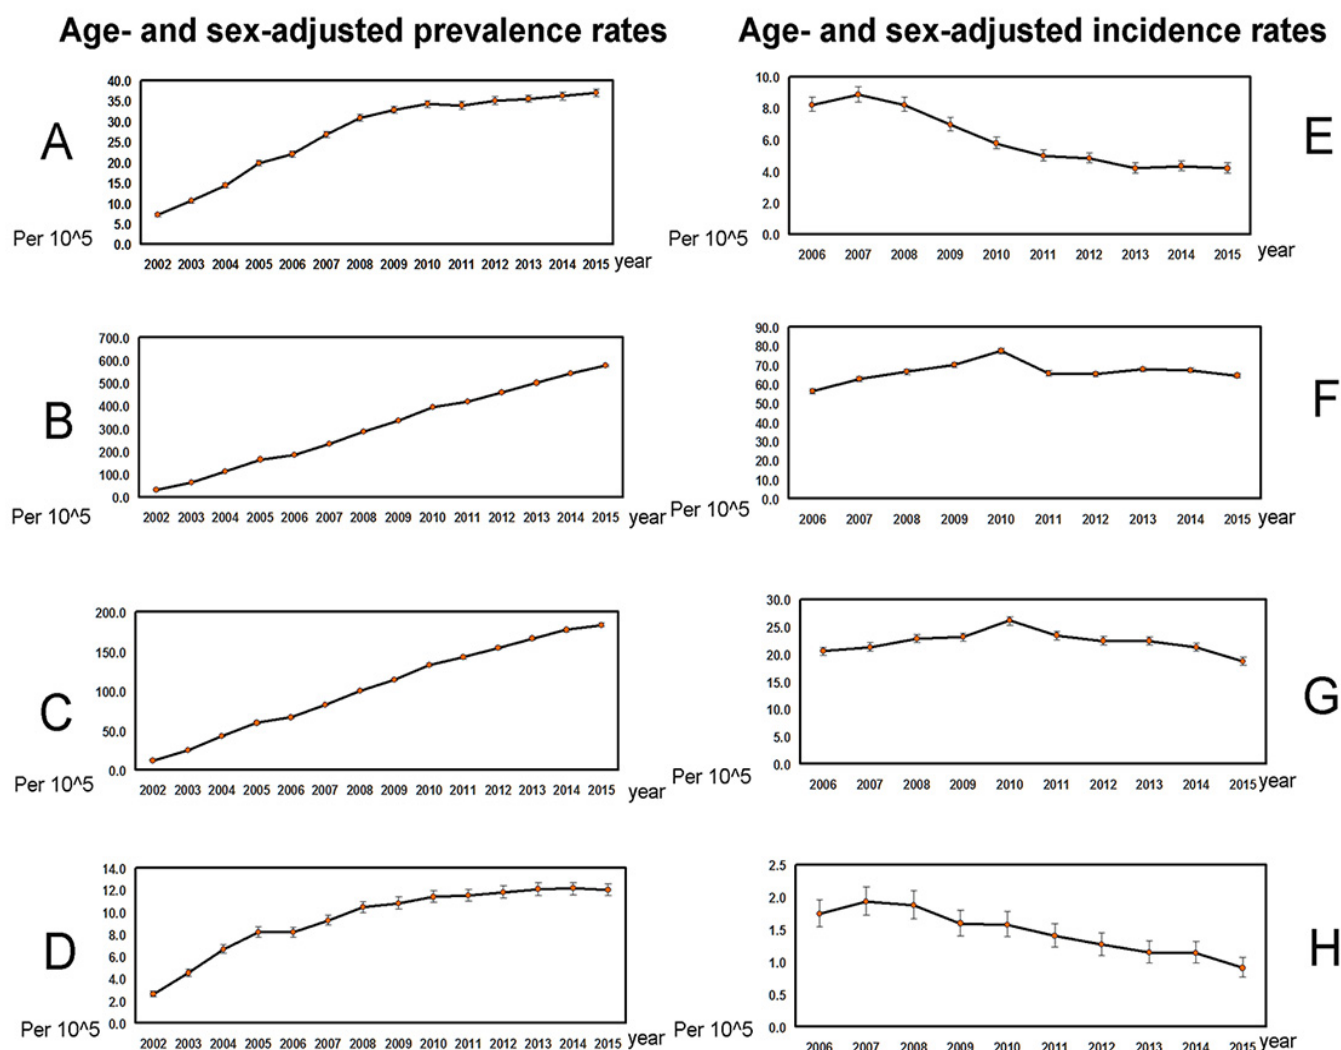 Age- and sex-adjusted prevalence rates
Age- and sex-adjusted incidence rates
A
40.0
35.0
30.0
25.0
20.0
15.0
10.0
5.0
0.0
Per 10^5
2002 2003 2004 2005 2006 2007 2008 2009 2010 2011 2012 2013 2014 2015 year
E
10.0
8.0
6.0
4.0
2.0
0.0
Per 10^5
2006 2007 2008 2009 2010 2011 2012 2013 2014 2015 year
B
700.0
600.0
500.0
400.0
300.0
200.0
100.0
0.0
Per 10^5
2002 2003 2004 2005 2006 2007 2008 2009 2010 2011 2012 2013 2014 2015 year
F
90.0
80.0
70.0
60.0
50.0
40.0
30.0
20.0
10.0
0.0
Per 10^5
2006 2007 2008 2009 2010 2011 2012 2013 2014 2015 year
C
200.0
150.0
100.0
50.0
0.0
Per 10^5
2002 2003 2004 2005 2006 2007 2008 2009 2010 2011 2012 2013 2014 2015 year
G
30.0
25.0
20.0
15.0
10.0
5.0
0.0
Per 10^5
2006 2007 2008 2009 2010 2011 2012 2013 2014 2015 year
D
14.0
12.0
10.0
8.0
6.0
4.0
2.0
0.0
Per 10^5
2002 2003 2004 2005 2006 2007 2008 2009 2010 2011 2012 2013 2014 2015 year
H
2.5
2.0
1.5
1.0
0.5
0.0
Per 10^5
2006 2007 2008 2009 2010 2011 2012 2013 2014 2015 year